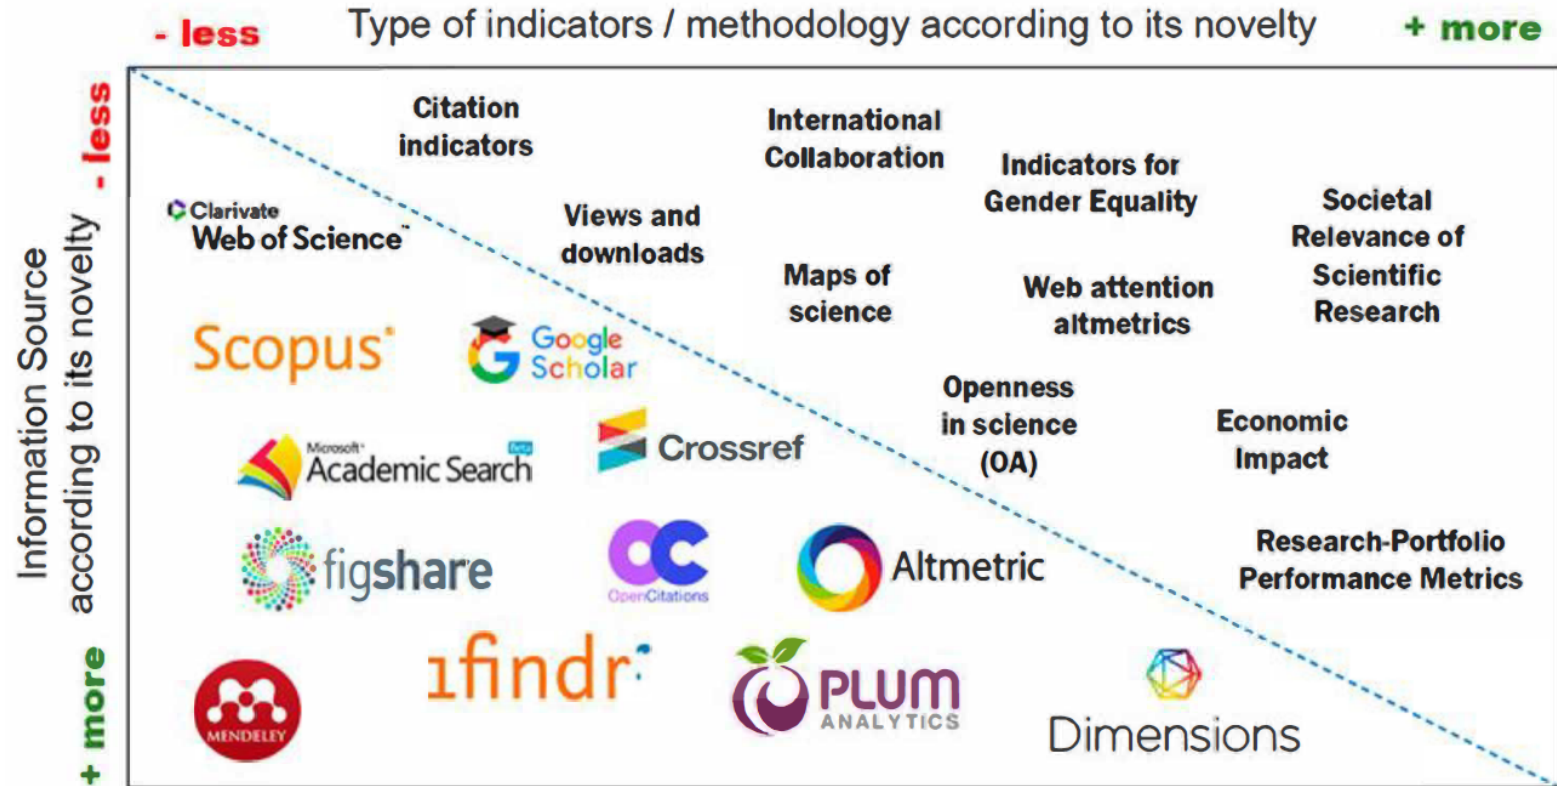 - less
Type of indicators / methodology according to its novelty
+ more
- less
Information Source
according to its novelty
+ more
Citation
indicators
International
Collaboration
Indicators for
Gender Equality
Societal
Relevance of
Scientific
Research
Views and
downloads
Maps of
science
Web attention
altmetrics
Openness
in science
(OA)
Economic
Impact
Research-Portfolio
Performance Metrics
Clarivate
Web of Science™
Scopus®
Google
Scholar
Microsoft®
Academic Search
Beta
Crossref
figshare
OC
OpenCitations
Altmetric
MENDELEY
1findr
PLUM
ANALYTICS
Dimensions